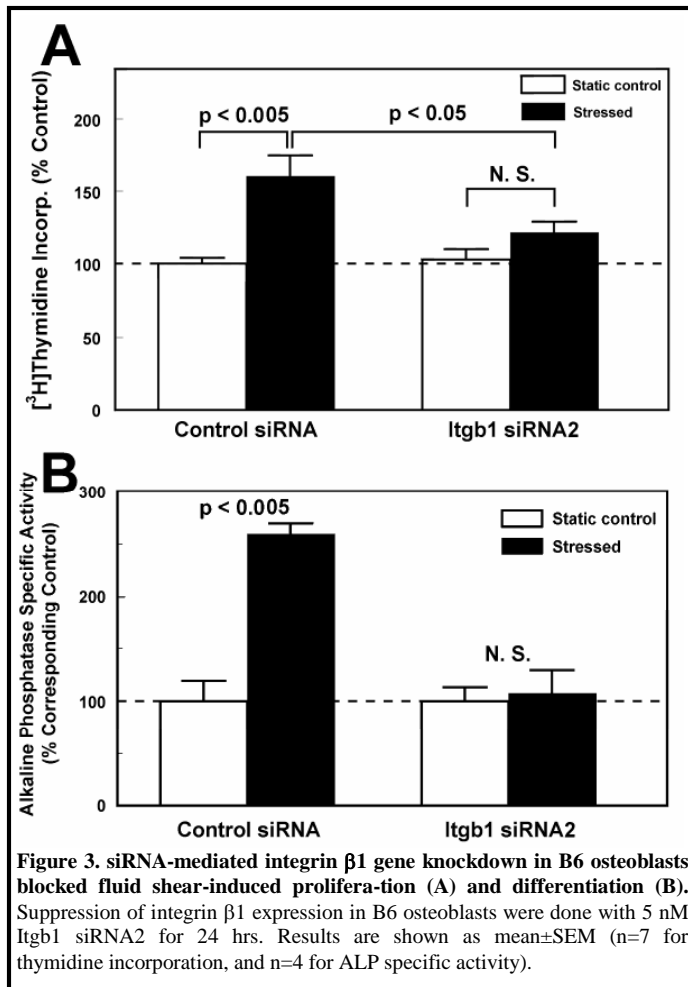 A
[³H]Thymidine Incorp. (% Control)
200
150
100
50
0
Static control
Stressed
p < 0.005
p < 0.05
N. S.
Control siRNA
Itgb1 siRNA2
B
Alkaline Phosphatase Specific Activity
(% Corresponding Control)
300
200
100
0
Static control
Stressed
p < 0.005
N. S.
Control siRNA
Itgb1 siRNA2
Figure 3. siRNA-mediated integrin β1 gene knockdown in B6 osteoblasts
blocked fluid shear-induced prolifera-tion (A) and differentiation (B).
Suppression of integrin β1 expression in B6 osteoblasts were done with 5 nM
Itgb1 siRNA2 for 24 hrs. Results are shown as mean±SEM (n=7 for
thymidine incorporation, and n=4 for ALP specific activity).